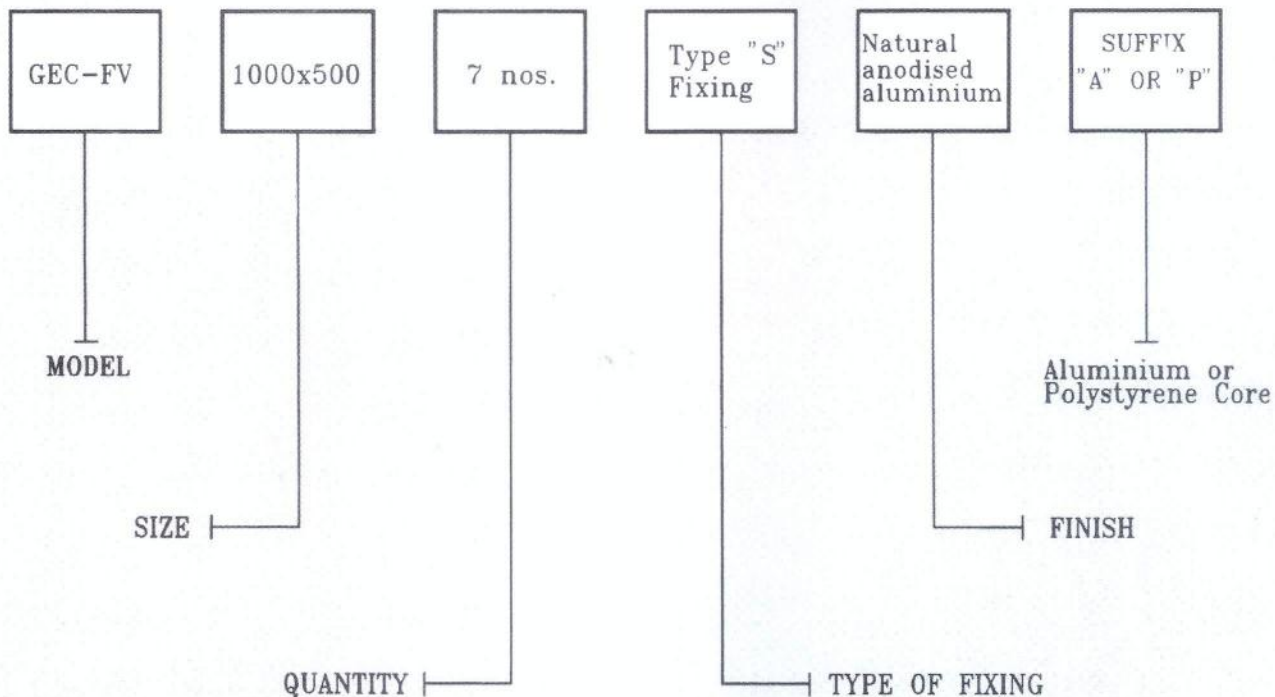 GEC-FV
1000x500
7 nos.
Type "S"
Fixing
Natural
anodised
aluminium
SUFFIX
"A" OR "P"
MODEL
Aluminium or
Polystyrene Core
SIZE
FINISH
QUANTITY
TYPE OF FIXING